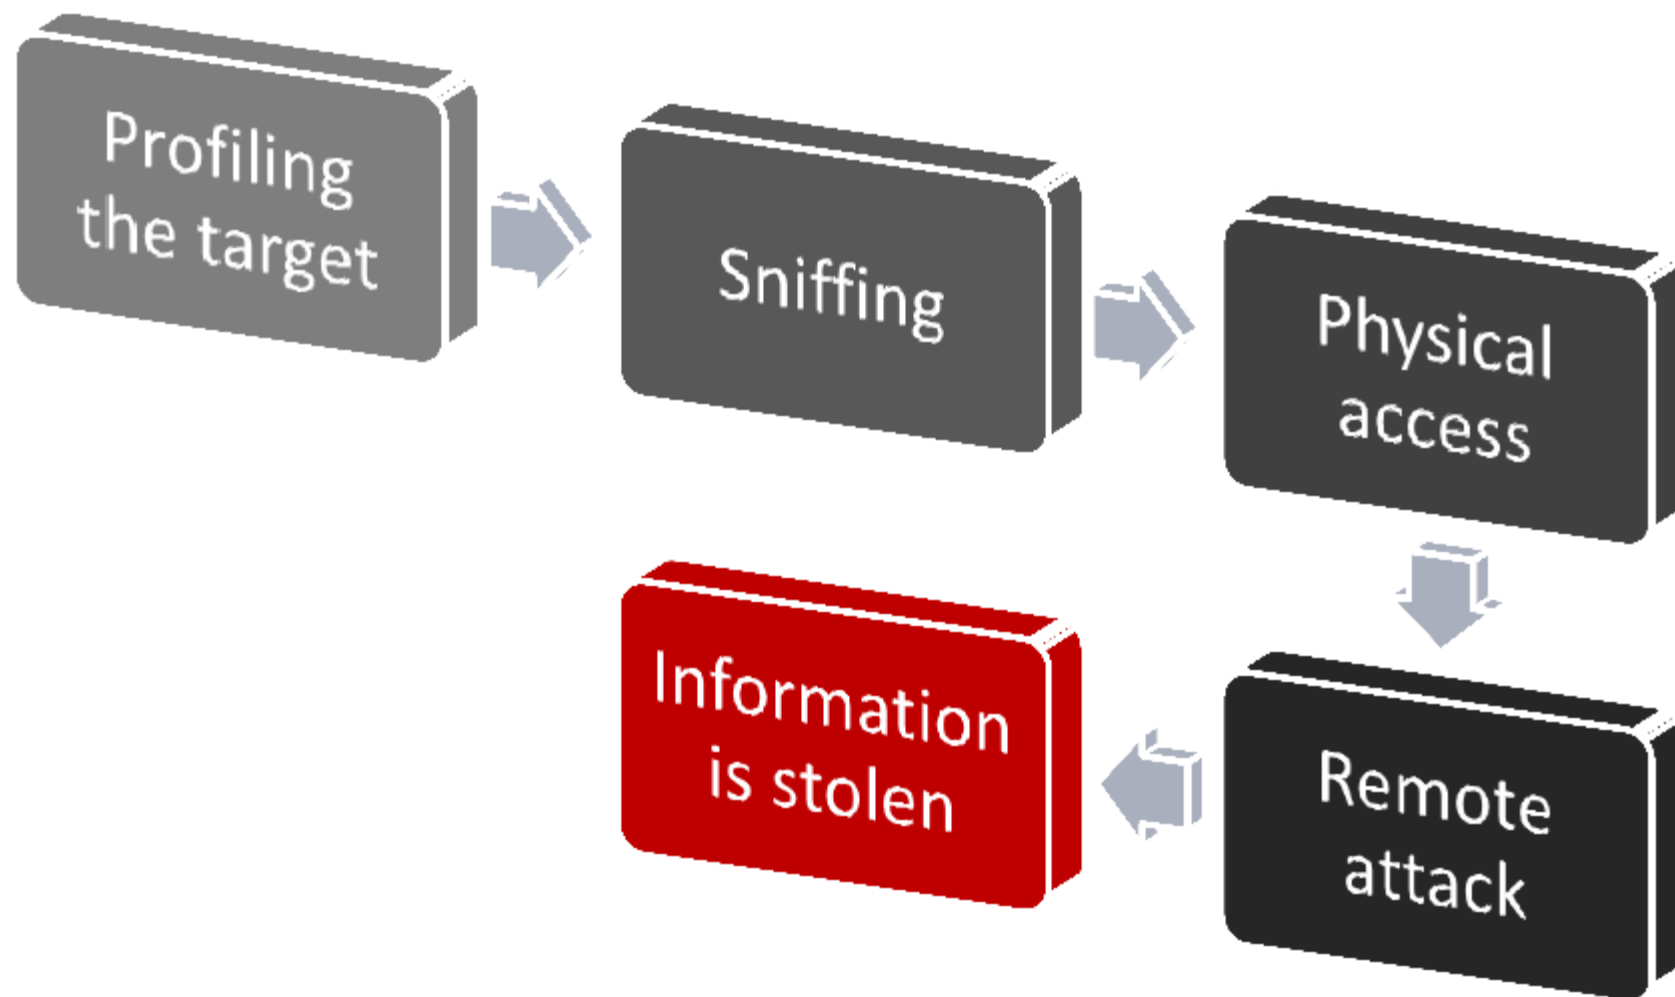 Profiling
the target
Sniffing
Physical
access
Remote
attack
Information
is stolen